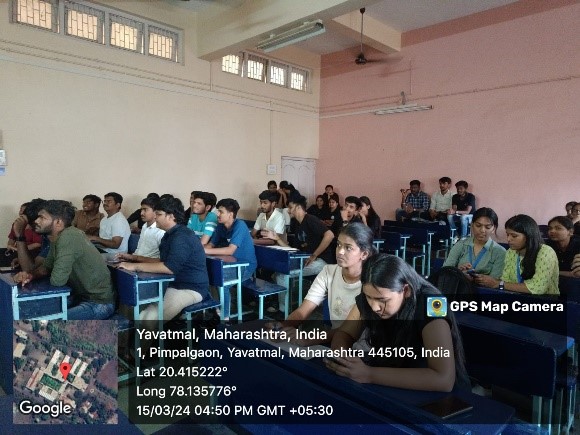 GPS Map Camera
Yavatmal, Maharashtra, India
1, Pimpalgaon, Yavatmal, Maharashtra 445105, India
Lat 20.415222°
Long 78.135776°
15/03/24 04:50 PM GMT +05:30
Google